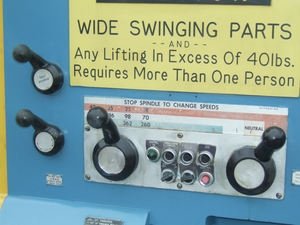 WIDE SWINGING PARTS
— AND —
Any Lifting In Excess Of 40lbs.
Requires More Than One Person
STOP SPINDLE TO CHANGE SPEEDS
98 70
362 260
NEUTRAL